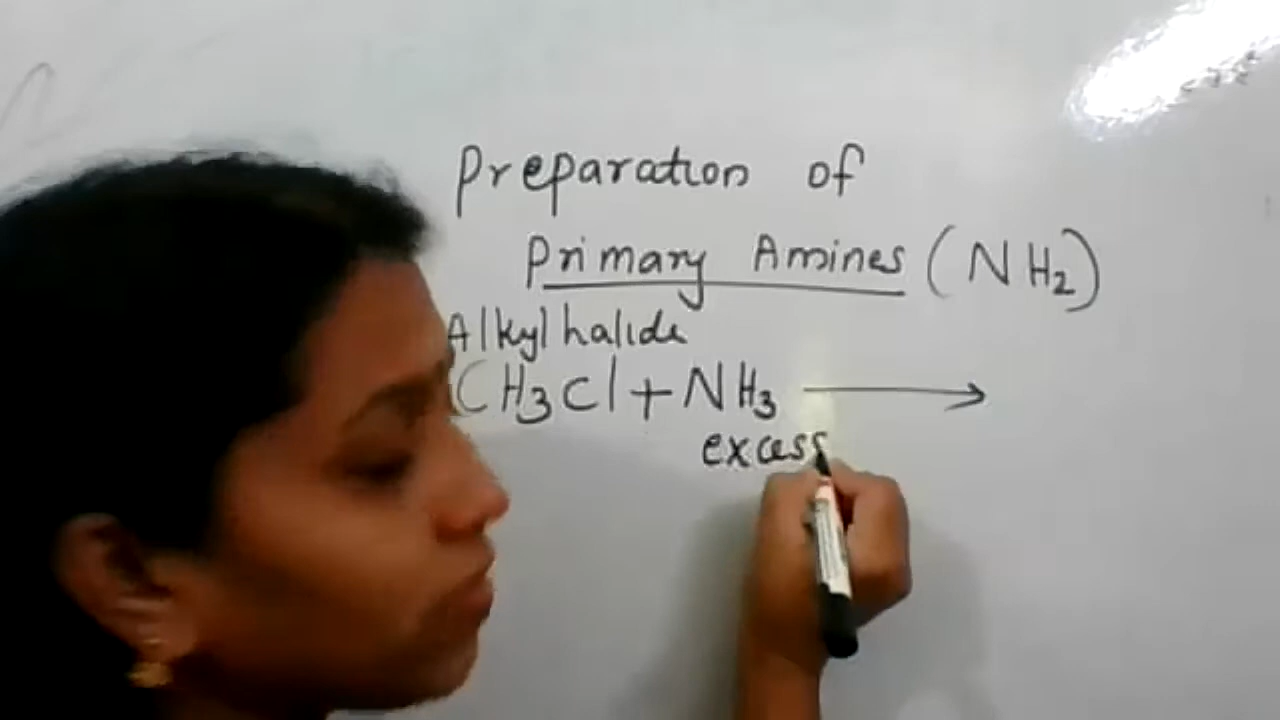 Preparation of
Primary Amines (NH2)
Alkyl halide
CH3Cl + NH3 ⟶
excess